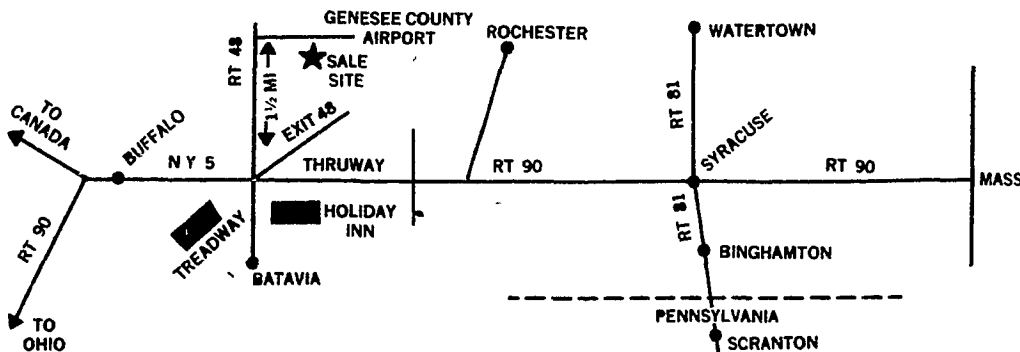 GENESEE COUNTY
AIRPORT
ROCHESTER
WATERTOWN
RT 48
SALE
SITE
1½ MI
TO
CANADA
BUFFALO
EXIT 48
RT 81
SYRACUSE
N Y 5
THRUWAY
RT 90
RT 90
MASS
RT 90
TREADWAY
HOLIDAY
INN
RT 81
BATAVIA
BINGHAMTON
TO
OHIO
PENNSYLVANIA
SCRANTON